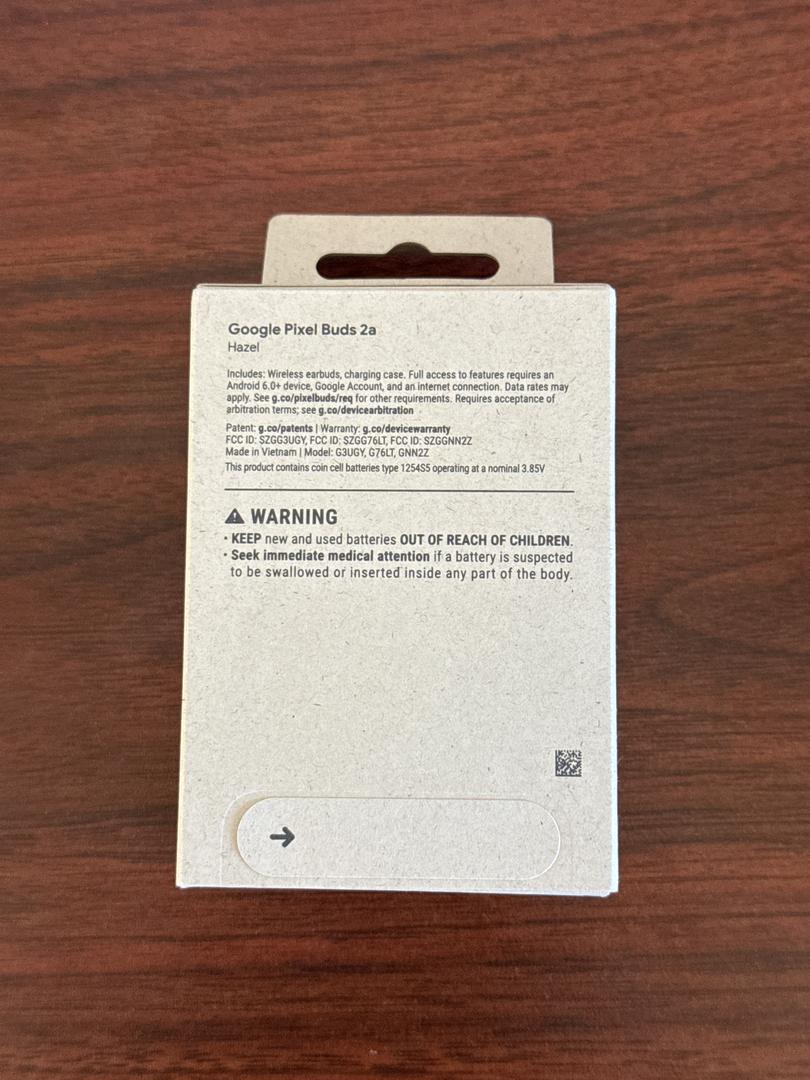 Google Pixel Buds 2a
Hazel
Includes: Wireless earbuds, charging case. Full access to features requires an
Android 6.0+ device, Google Account, and an internet connection. Data rates may
apply. See g.co/pixelbuds/req for other requirements. Requires acceptance of
arbitration terms; see g.co/devicearbitration
Patent: g.co/patents | Warranty: g.co/devicewarranty
FCC ID: SZGG3UGY, FCC ID: SZGG76LT, FCC ID: SZGGNN2Z
Made in Vietnam | Model: G3UGY, G76LT, GNN2Z
This product contains coin cell batteries type 1254S5 operating at a nominal 3.85V
WARNING
• KEEP new and used batteries OUT OF REACH OF CHILDREN.
• Seek immediate medical attention if a battery is suspected
to be swallowed or inserted inside any part of the body.